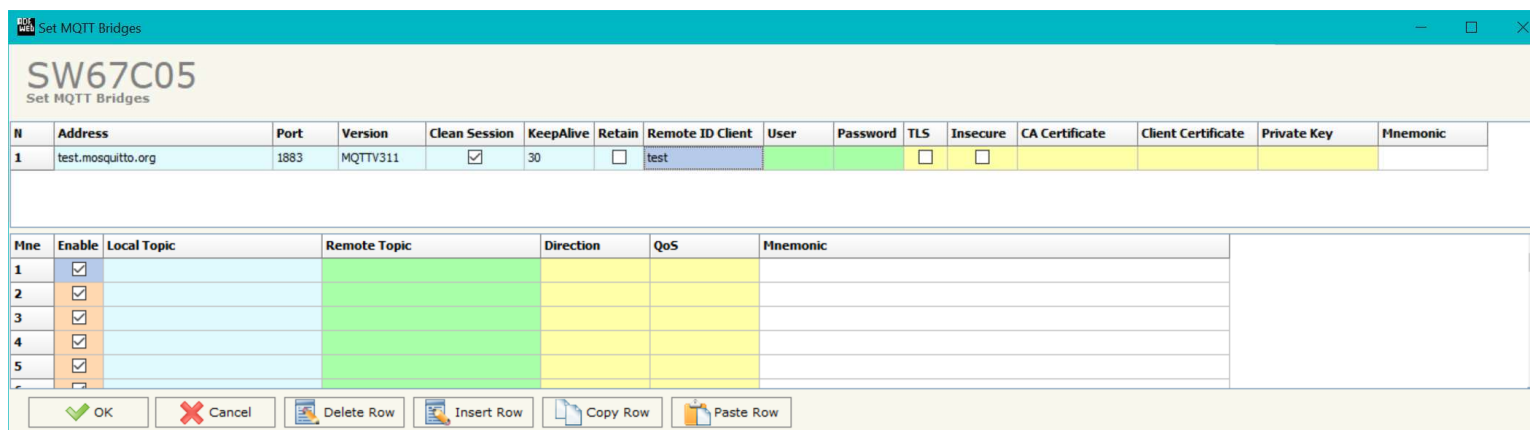 ADF WEB Set MQTT Bridges
SW67C05
Set MQTT Bridges
N Address Port Version Clean Session KeepAlive Retain Remote ID Client User Password TLS Insecure CA Certificate Client Certificate Private Key Mnemonic
1 test.mosquitto.org 1883 MQTTV311 30 test
Mne Enable Local Topic Remote Topic Direction QoS Mnemonic
1
2
3
4
5
OK Cancel Delete Row Insert Row Copy Row Paste Row